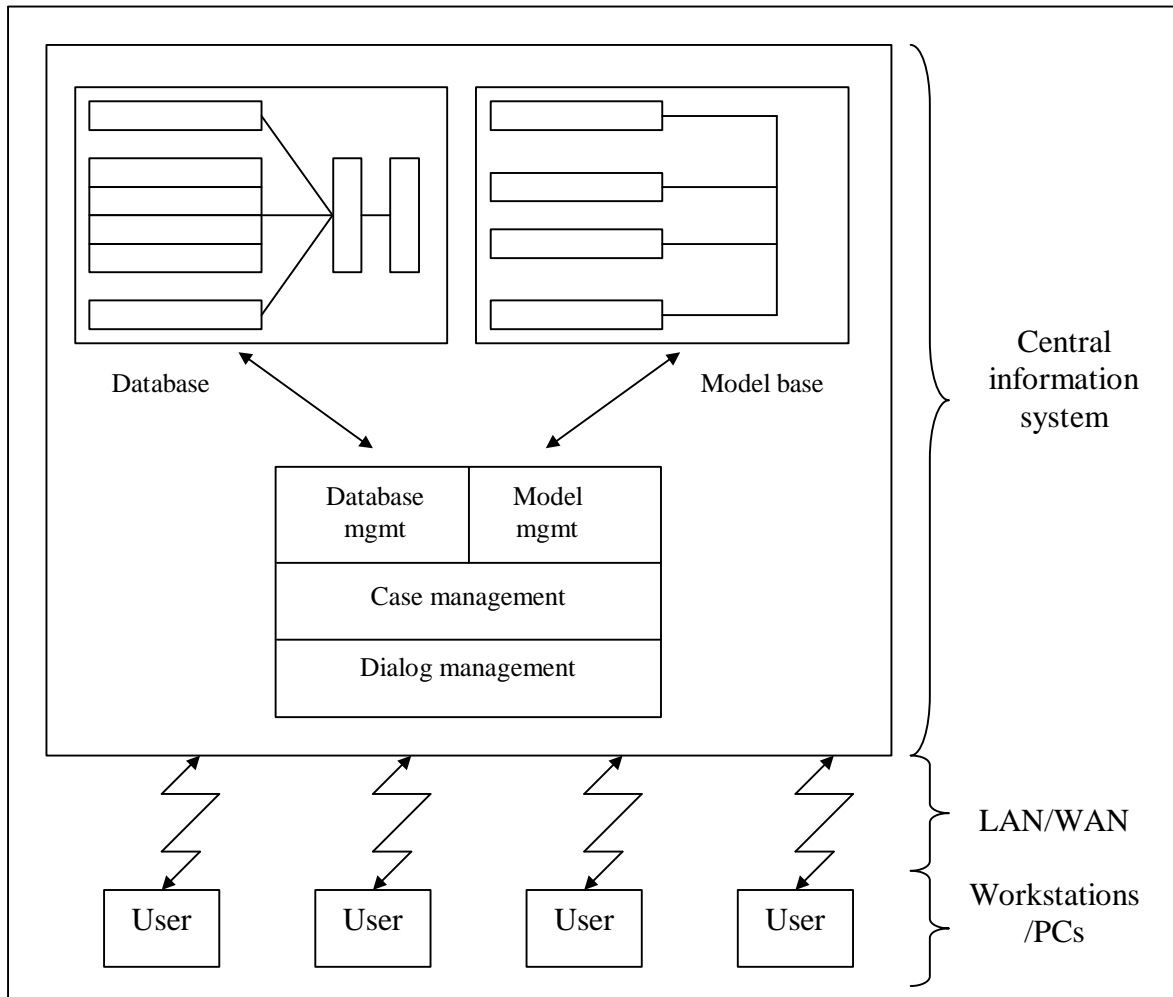 Database
Model base
Central
information
system
Database
mgmt
Model
mgmt
Case management
Dialog management
LAN/WAN
User
User
User
User
Workstations
/PCs